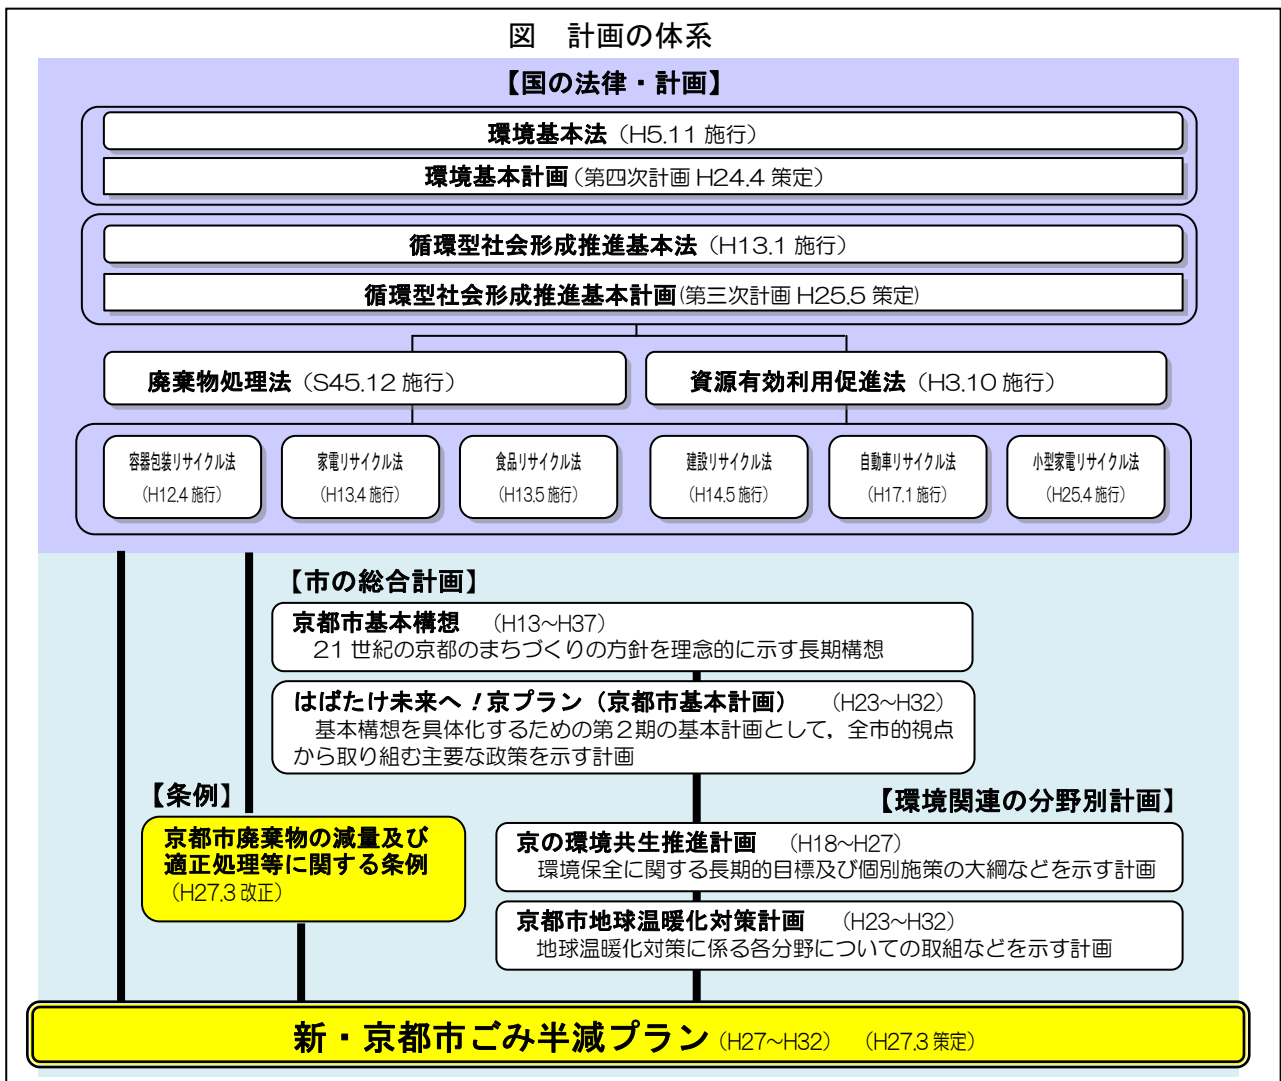 図　計画の体系
【国の法律・計画】
環境基本法（H5.11 施行）
環境基本計画（第四次計画 H24.4 策定）
循環型社会形成推進基本法（H13.1 施行）
循環型社会形成推進基本計画(第三次計画 H25.5 策定)
廃棄物処理法（S45.12 施行）
資源有効利用促進法（H3.10 施行）
容器包装リサイクル法
（H12.4 施行）
家電リサイクル法
（H13.4 施行）
食品リサイクル法
（H13.5 施行）
建設リサイクル法
（H14.5 施行）
自動車リサイクル法
（H17.1 施行）
小型家電リサイクル法
（H25.4 施行）
【市の総合計画】
京都市基本構想　（H13～H37）
21 世紀の京都のまちづくりの方針を理念的に示す長期構想
はばたけ未来へ！京プラン（京都市基本計画）　（H23～H32）
基本構想を具体化するための第２期の基本計画として，全市的視点
から取り組む主要な政策を示す計画
【条例】
京都市廃棄物の減量及び
適正処理等に関する条例
（H27.3 改正）
【環境関連の分野別計画】
京の環境共生推進計画　（H18～H27）
環境保全に関する長期的目標及び個別施策の大綱などを示す計画
京都市地球温暖化対策計画　（H23～H32）
地球温暖化対策に係る各分野についての取組などを示す計画
新・京都市ごみ半減プラン（H27～H32）　（H27.3 策定）